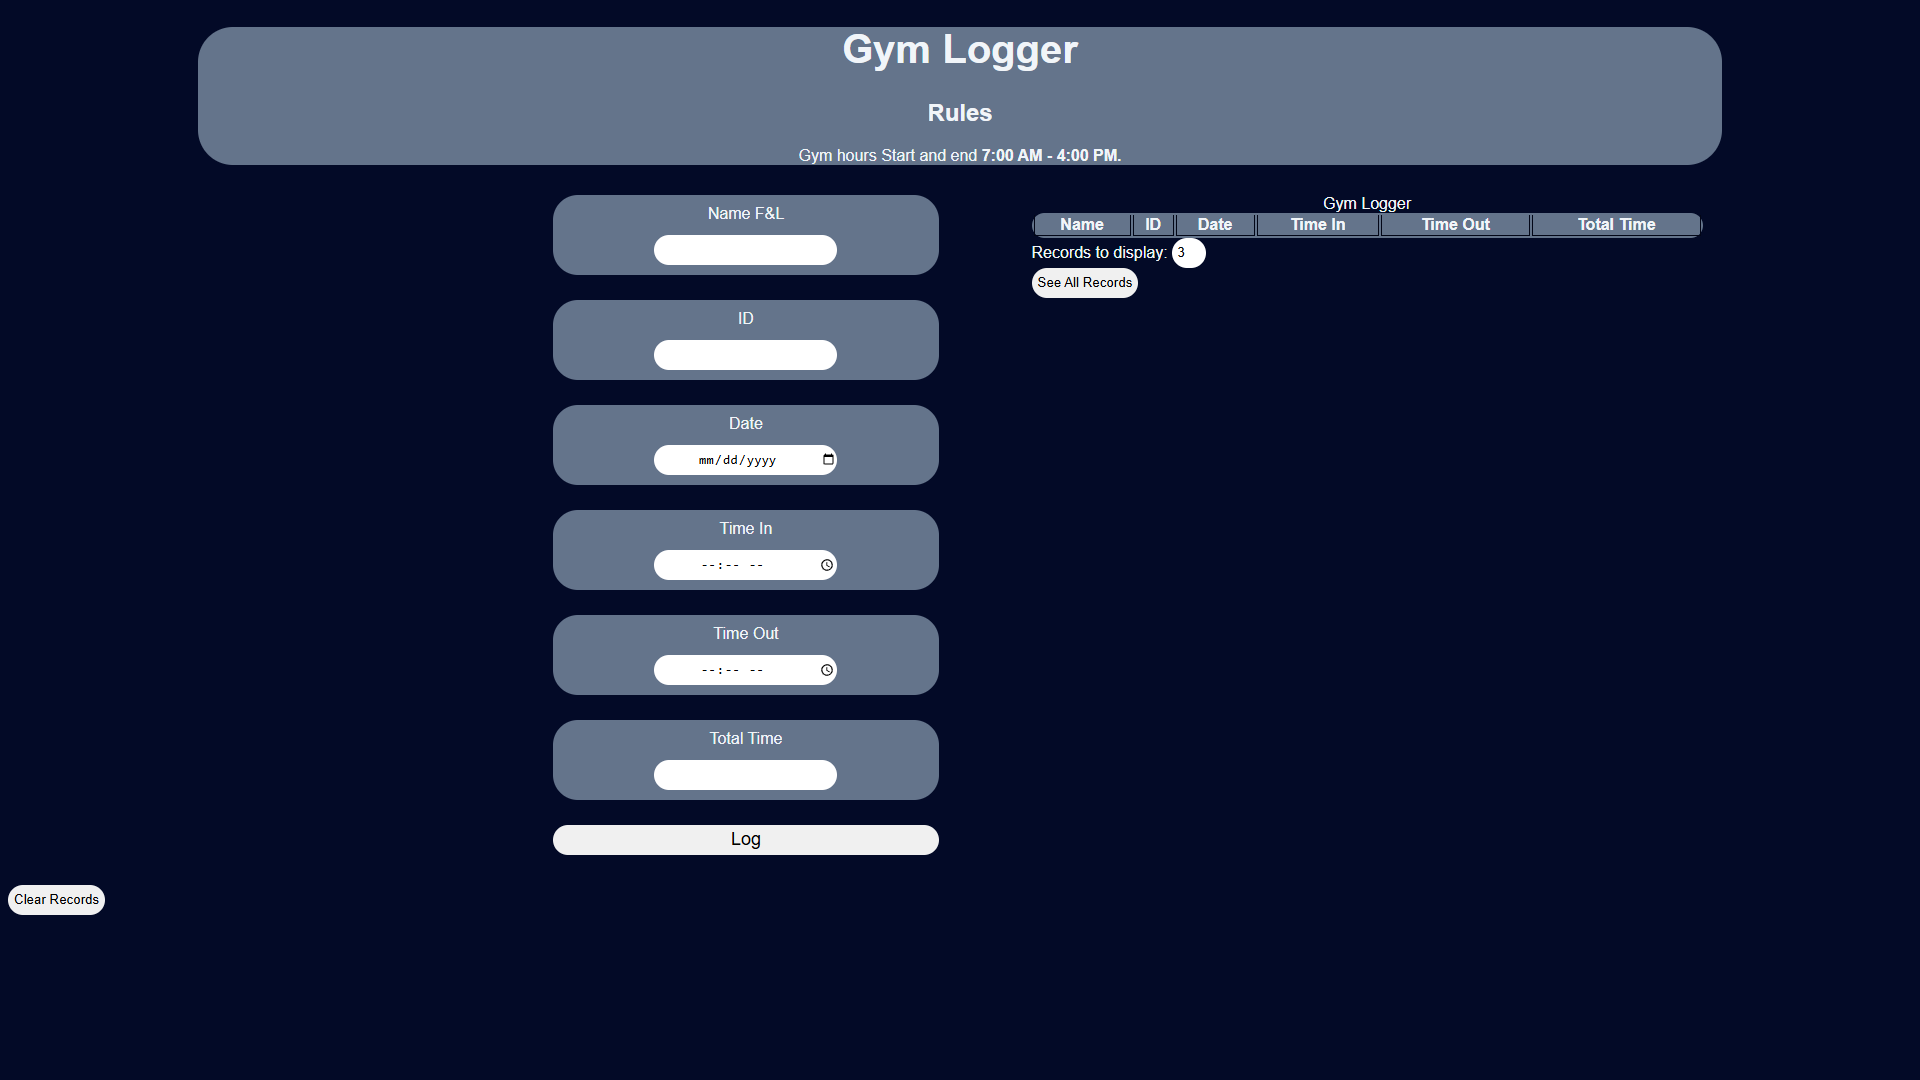 Gym Logger
Rules
Gym hours Start and end 7:00 AM - 4:00 PM.
Name F&L
ID
Date
mm/dd/yyyy
Time In
--:-- --
Time Out
--:-- --
Total Time
Log
Gym Logger
Name ID Date Time In Time Out Total Time
Records to display: 3
See All Records
Clear Records